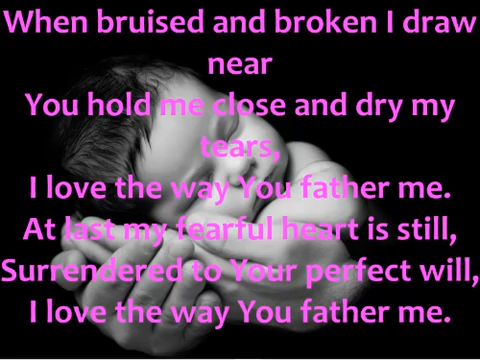 When bruised and broken I draw
near
You hold me close and dry my
tears,
I love the way You father me.
At last my fearful heart is still,
Surrendered to Your perfect will,
I love the way You father me.